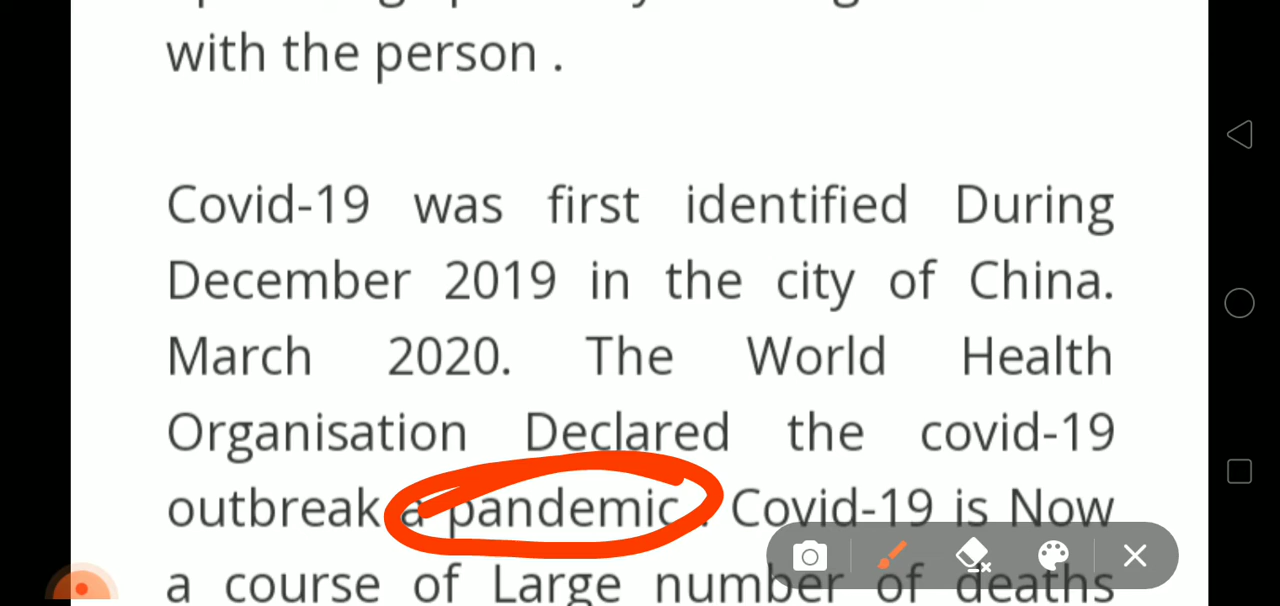 with the person .
Covid-19 was first identified During
December 2019 in the city of China.
March 2020. The World Health
Organisation Declared the covid-19
outbreak a pandemic . Covid-19 is Now
a course of Large number of deaths